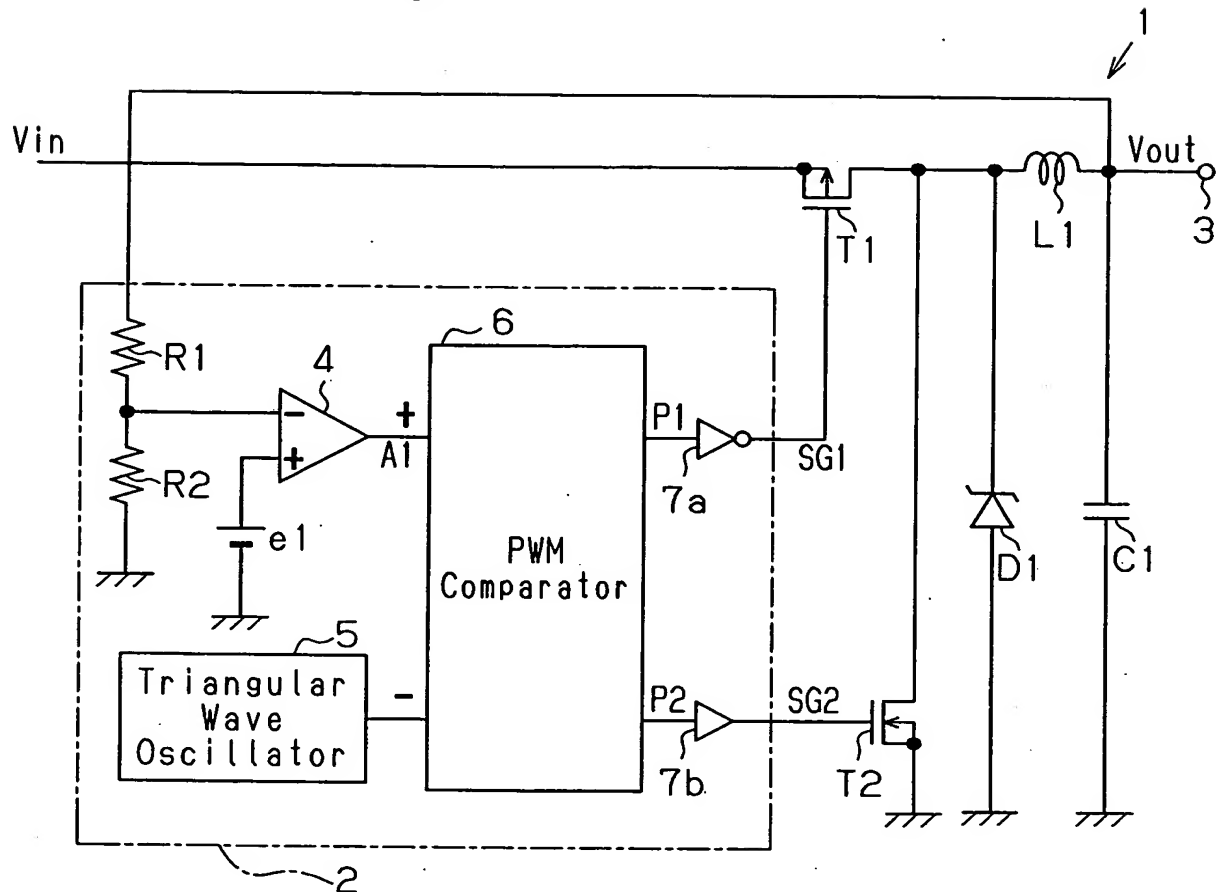 1
Vin
Vout
T1
L1
3
6
R1
4
+
-
+
A1
P1
SG1
7a
R2
e1
PWM
Comparator
D1
C1
5
Triangular
Wave
Oscillator
-
P2
SG2
7b
T2
2